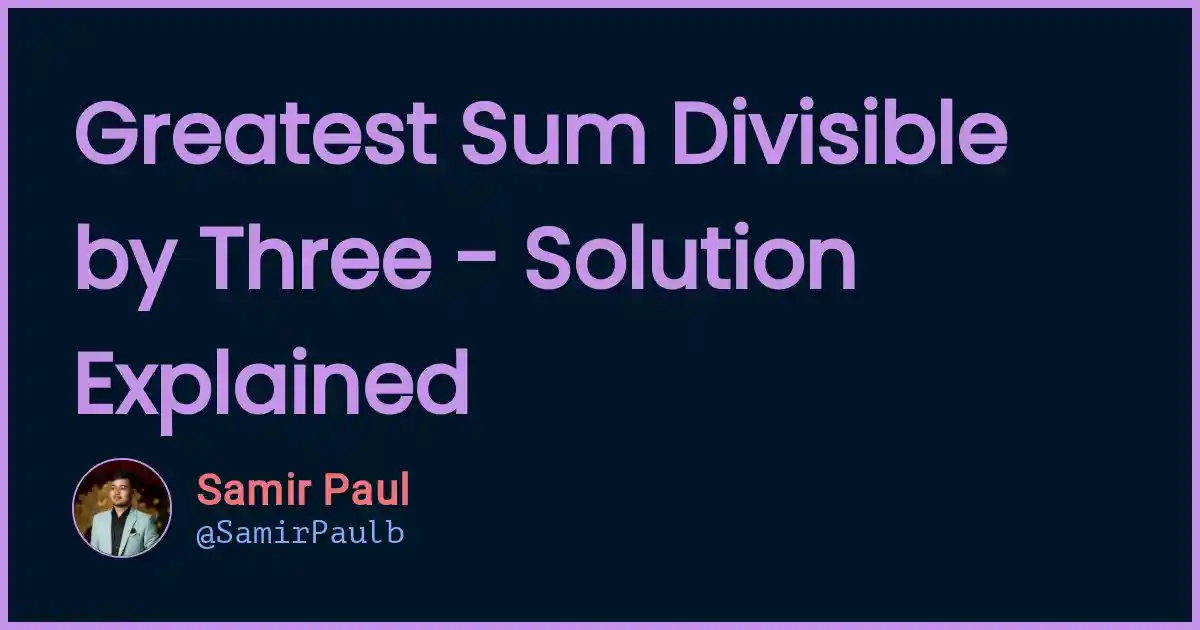 Greatest Sum Divisible
by Three - Solution
Explained
Samir Paul
@SamirPaulb